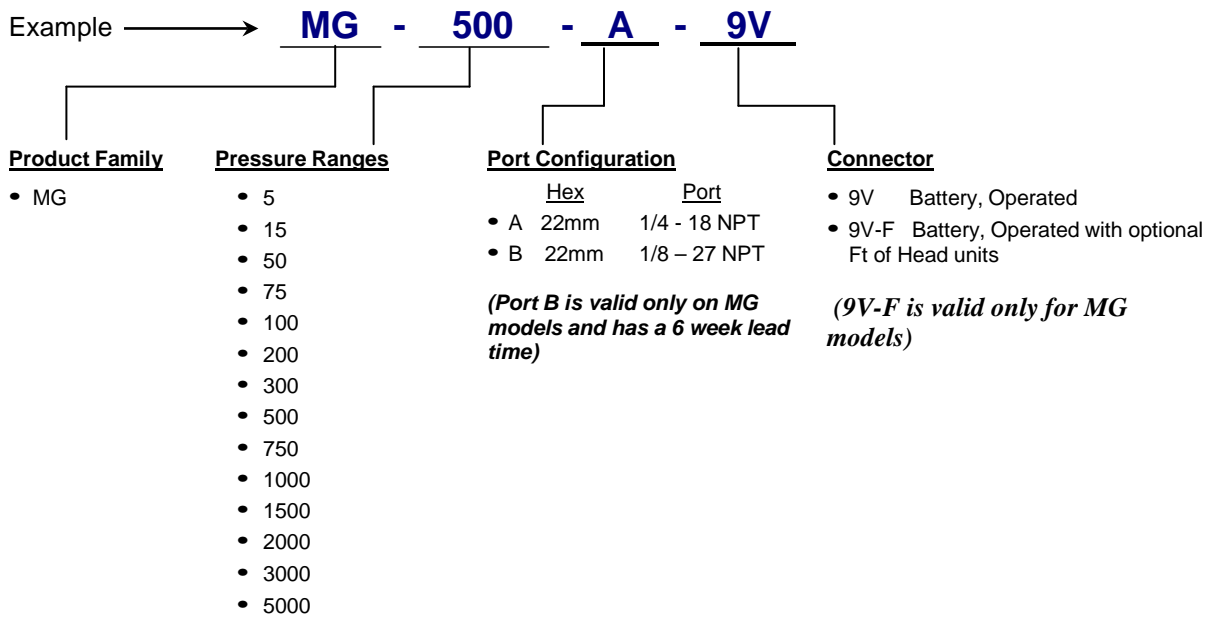 Example MG - 500 - A - 9V
Product Family
• MG
Pressure Ranges
• 5
• 15
• 50
• 75
• 100
• 200
• 300
• 500
• 750
• 1000
• 1500
• 2000
• 3000
• 5000
Port Configuration
Hex Port
• A 22mm 1/4 - 18 NPT
• B 22mm 1/8 – 27 NPT
(Port B is valid only on MG
models and has a 6 week lead
time)
Connector
• 9V Battery, Operated
• 9V-F Battery, Operated with optional
Ft of Head units
(9V-F is valid only for MG
models)